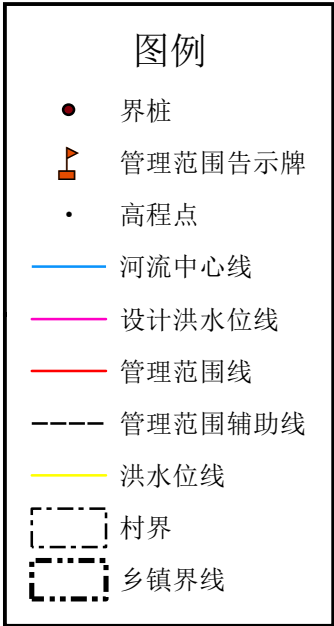 图例
界桩
管理范围告示牌
高程点
河流中心线
设计洪水位线
管理范围线
管理范围辅助线
洪水位线
村界
乡镇界线